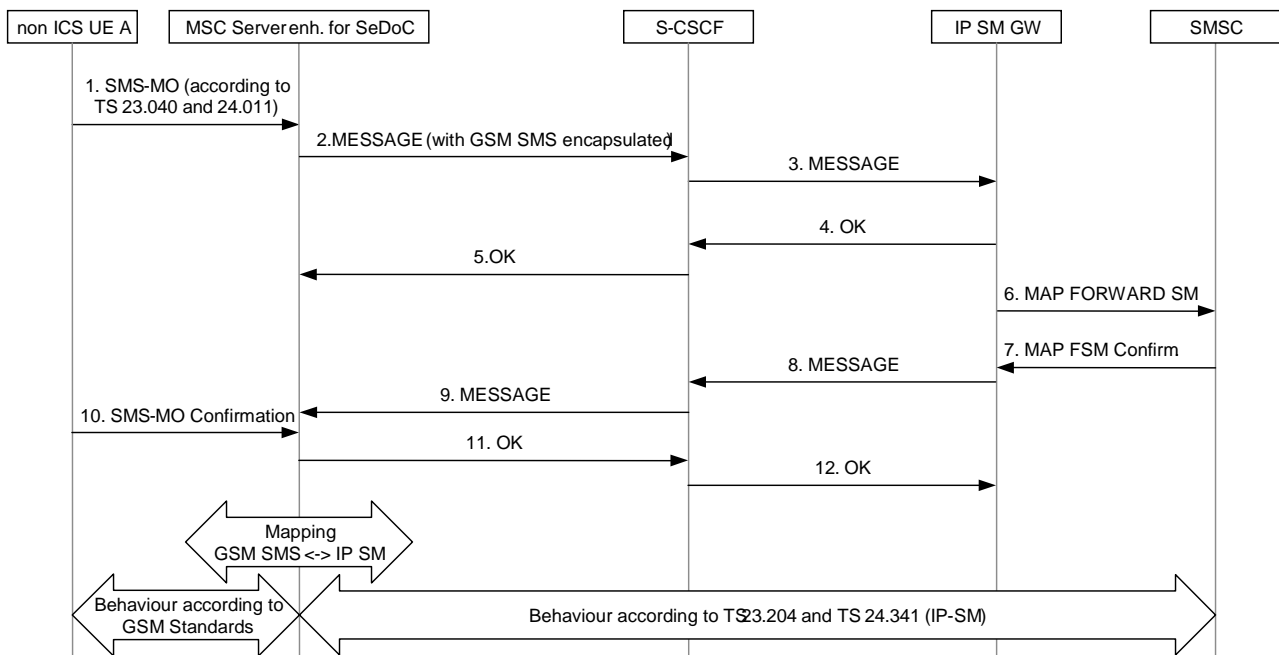 non ICS UE A
MSC Server enh. for SeDoC
S-CSCF
IP SM GW
SMSC
1. SMS-MO (according to
TS 23.040 and 24.011)
2.MESSAGE (with GSM SMS encapsulated)
3. MESSAGE
4. OK
5.OK
6. MAP FORWARD SM
7. MAP FSM Confirm
8. MESSAGE
9. MESSAGE
10. SMS-MO Confirmation
11. OK
12. OK
Mapping
GSM SMS <-> IP SM
Behaviour according to
GSM Standards
Behaviour according to TS23.204 and TS 24.341 (IP-SM)